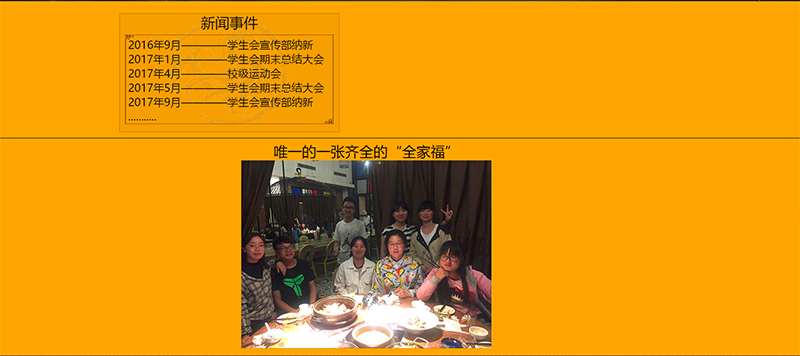 新闻事件
2016年9月————学生会宣传部纳新
2017年1月————学生会期末总结大会
2017年4月————校级运动会
2017年5月————学生会期末总结大会
2017年9月————学生会宣传部纳新
...........
唯一的一张齐全的“全家福”